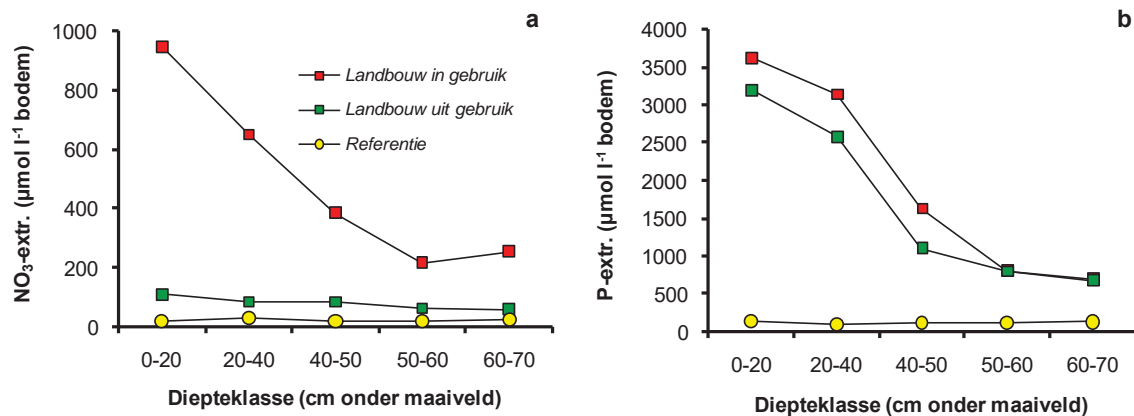 a
NO₃-extr. (µmol l⁻¹ bodem)
1000
800
600
400
200
0
Landbouw in gebruik
Landbouw uit gebruik
Referentie
0-20 20-40 40-50 50-60 60-70
Diepteklasse (cm onder maaiveld)
b
P-extr. (µmol l⁻¹ bodem)
4000
3500
3000
2500
2000
1500
1000
500
0
0-20 20-40 40-50 50-60 60-70
Diepteklasse (cm onder maaiveld)